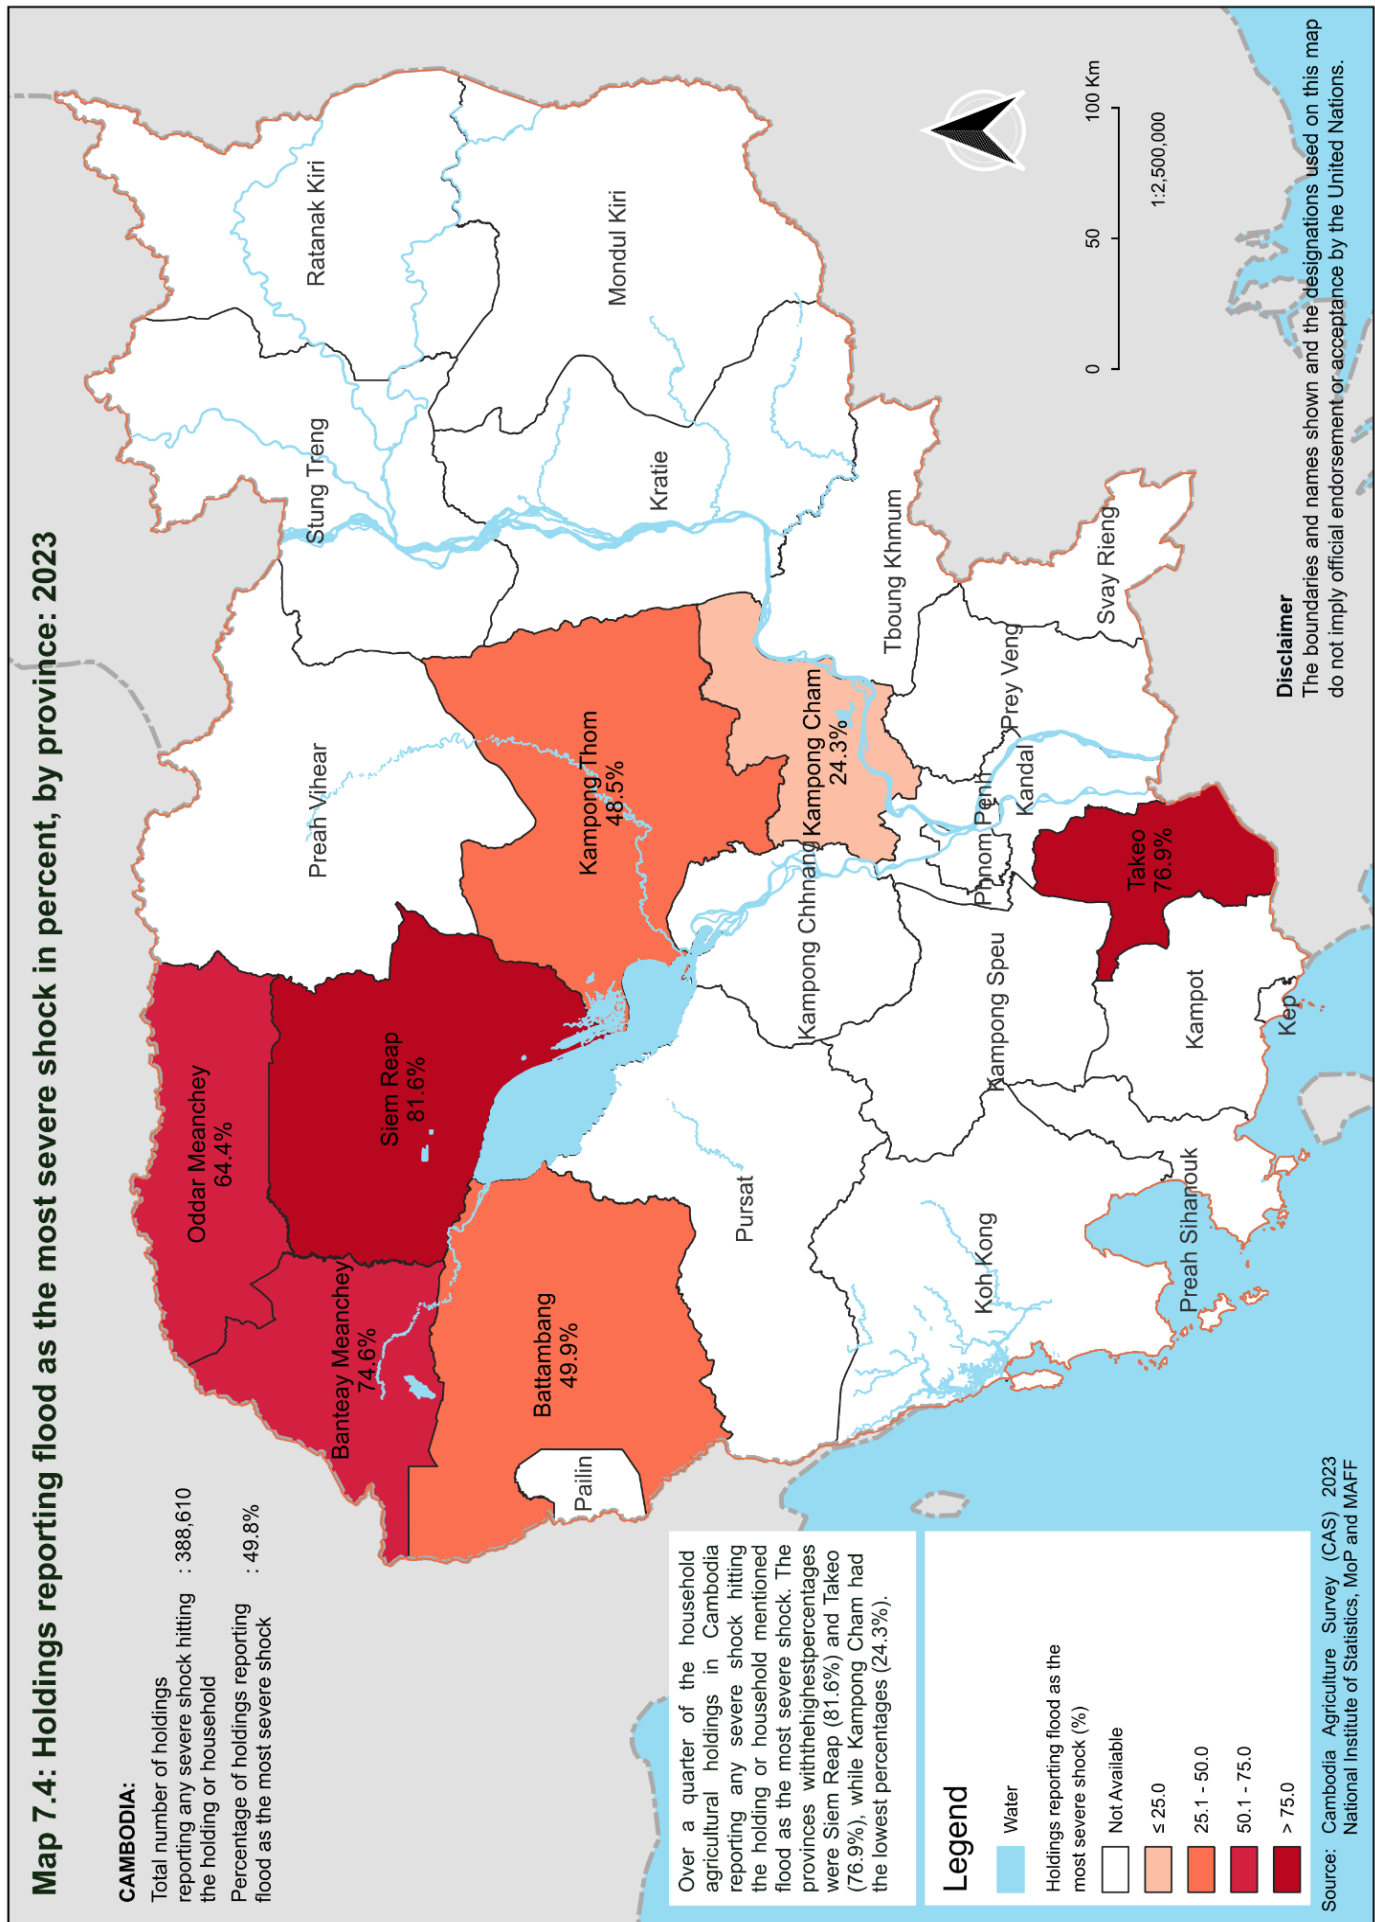 Map 7.4: Holdings reporting flood as the most severe shock in percent, by province: 2023
CAMBODIA:
Total number of holdings
reporting any severe shock hitting : 388,610
the holding or household
Percentage of holdings reporting : 49.8%
flood as the most severe shock
Oddar Meanchey
64.4%
Banteay Meanchey
74.6%
Siem Reap
81.6%
Preah Vihear
Stung Treng
Ratanak Kiri
Battambang
49.9%
Pailin
Kampong Thom
48.5%
Kratie
Mondul Kiri
Pursat
Kampong Chhnang
Kampong Cham
24.3%
Tboung Khmum
Koh Kong
Kampong Speu
Phnom Penh
Kandal
Prey Veng
Svay Rieng
Takeo
76.9%
Preah Sihanouk
Kampot
Kep
0 50 100 Km
1:2,500,000
Over a quarter of the household
agricultural holdings in Cambodia
reporting any severe shock hitting
the holding or household mentioned
flood as the most severe shock. The
provinces withthehighestpercentages
were Siem Reap (81.6%) and Takeo
(76.9%), while Kampong Cham had
the lowest percentages (24.3%).
Legend
Water
Holdings reporting flood as the
most severe shock (%)
Not Available
≤ 25.0
25.1 - 50.0
50.1 - 75.0
> 75.0
Source: Cambodia Agriculture Survey (CAS) 2023
National Institute of Statistics, MoP and MAFF
Disclaimer
The boundaries and names shown and the designations used on this map
do not imply official endorsement or acceptance by the United Nations.